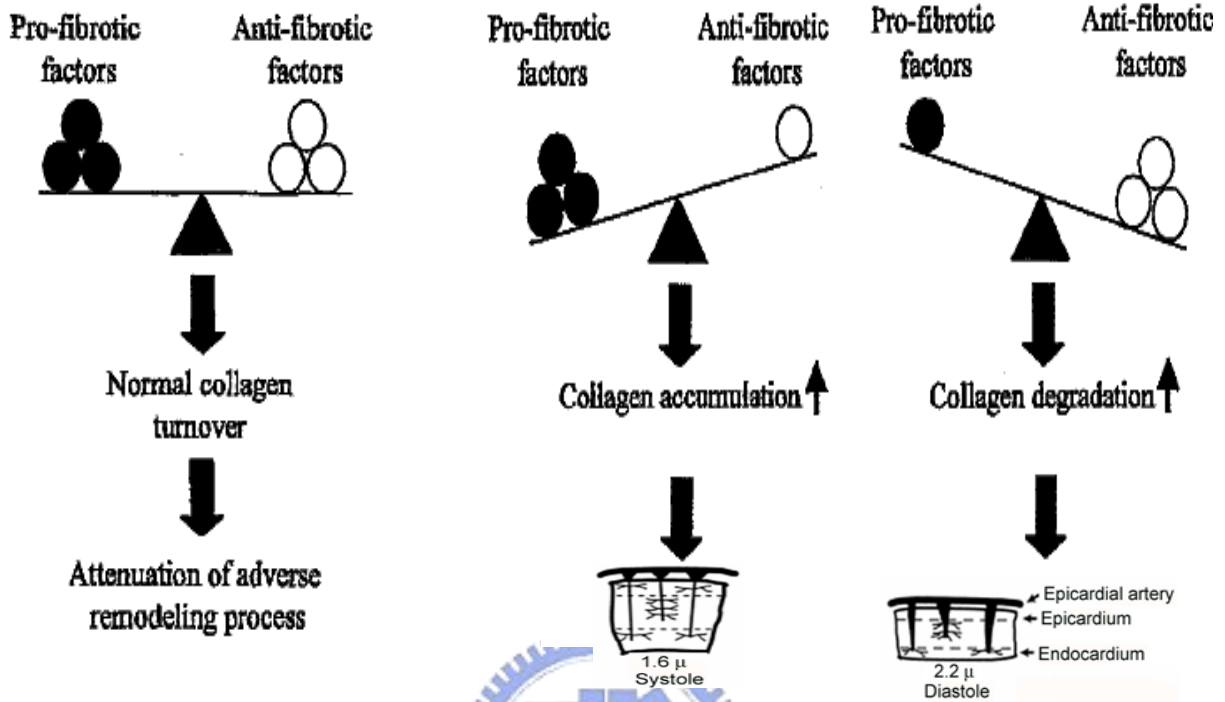 Pro-fibrotic
factors
Anti-fibrotic
factors
Normal collagen
turnover
Attenuation of adverse
remodeling process
Pro-fibrotic
factors
Anti-fibrotic
factors
Collagen accumulation
1.6 μ
Systole
Pro-fibrotic
factors
Anti-fibrotic
factors
Collagen degradation
Epicardial artery
Epicardium
Endocardium
2.2 μ
Diastole